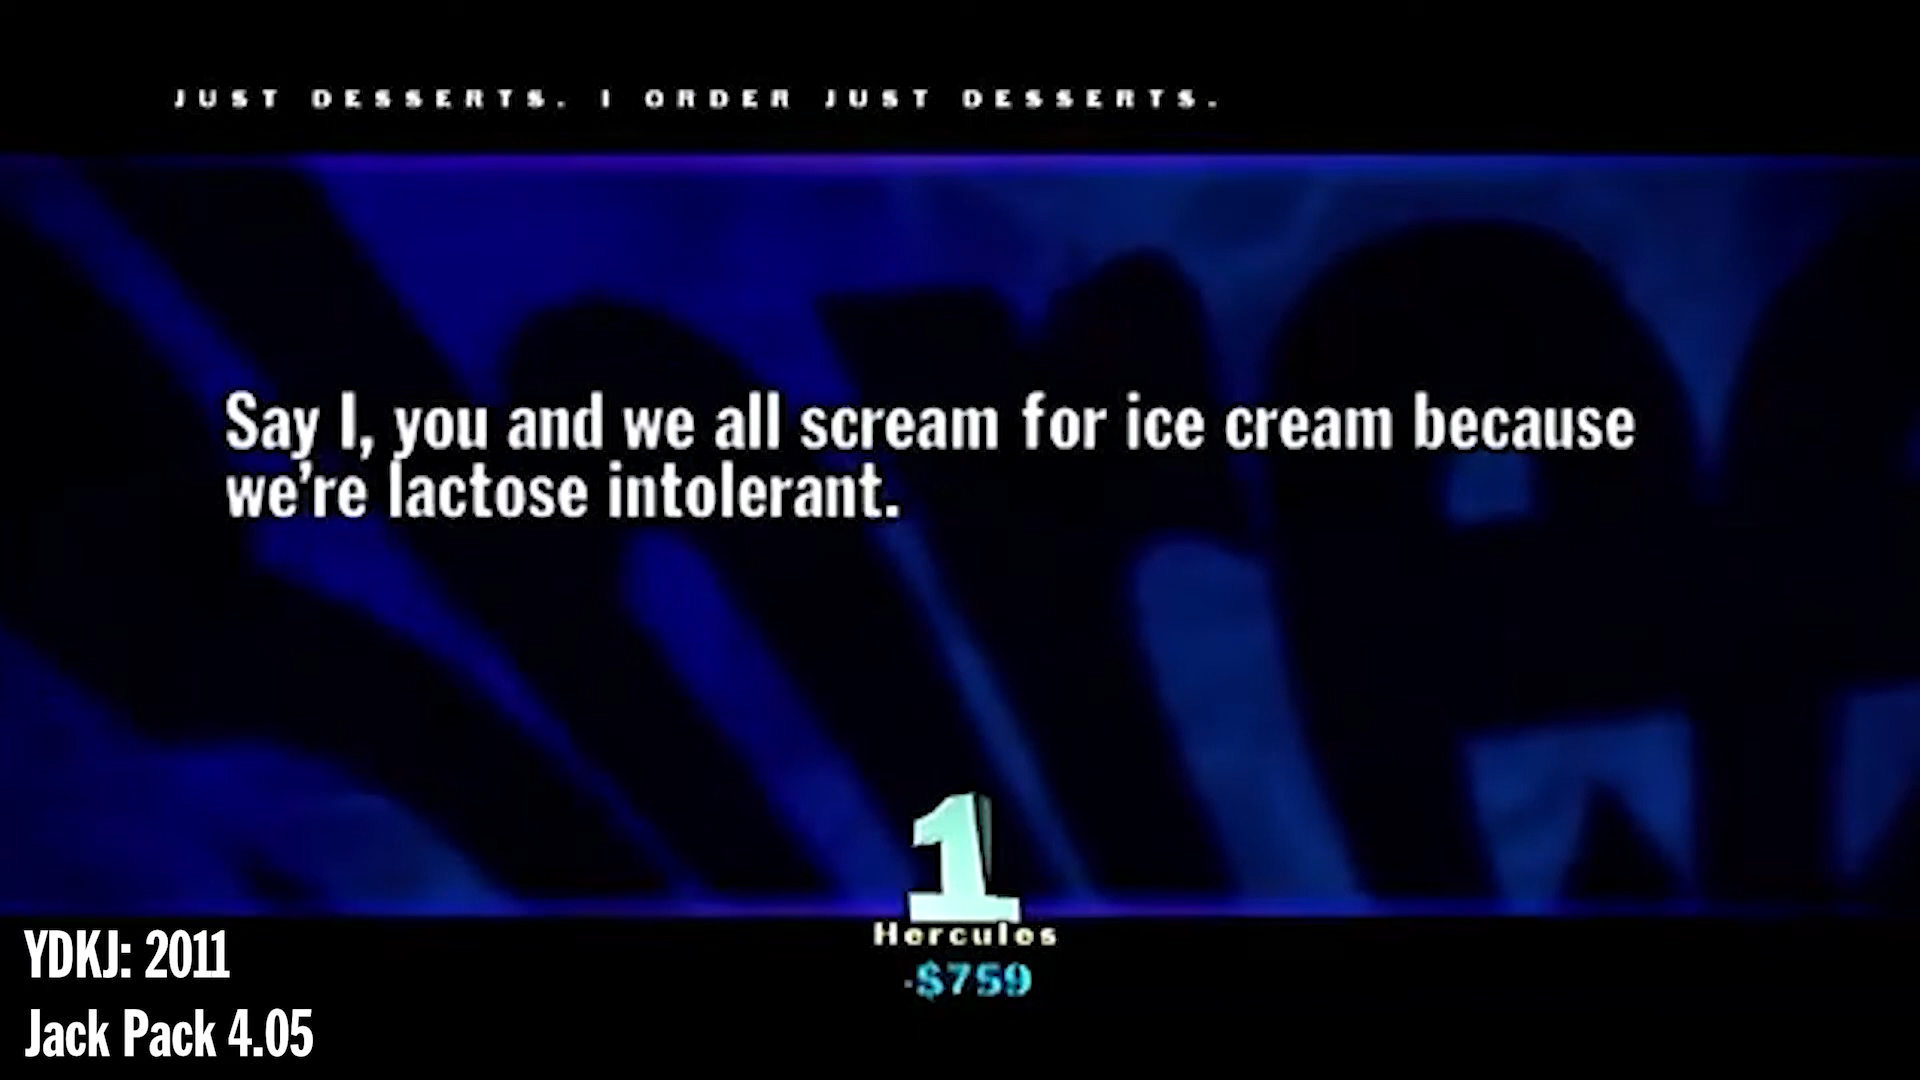 JUST DESSERTS. I ORDER JUST DESSERTS.
Say I, you and we all scream for ice cream because
we're lactose intolerant.
1
Hercules
-$759
YDKJ: 2011
Jack Pack 4.05